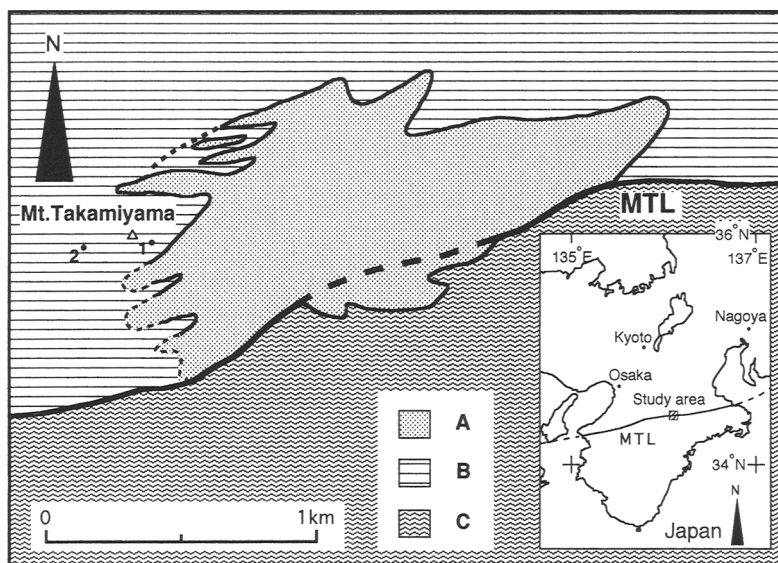 N
Mt.Takamiyama
1
2
MTL
A
B
C
0
1km
36°N
135°E
137°E
Nagoya
Kyoto
Osaka
Study area
MTL
34°N
N
Japan